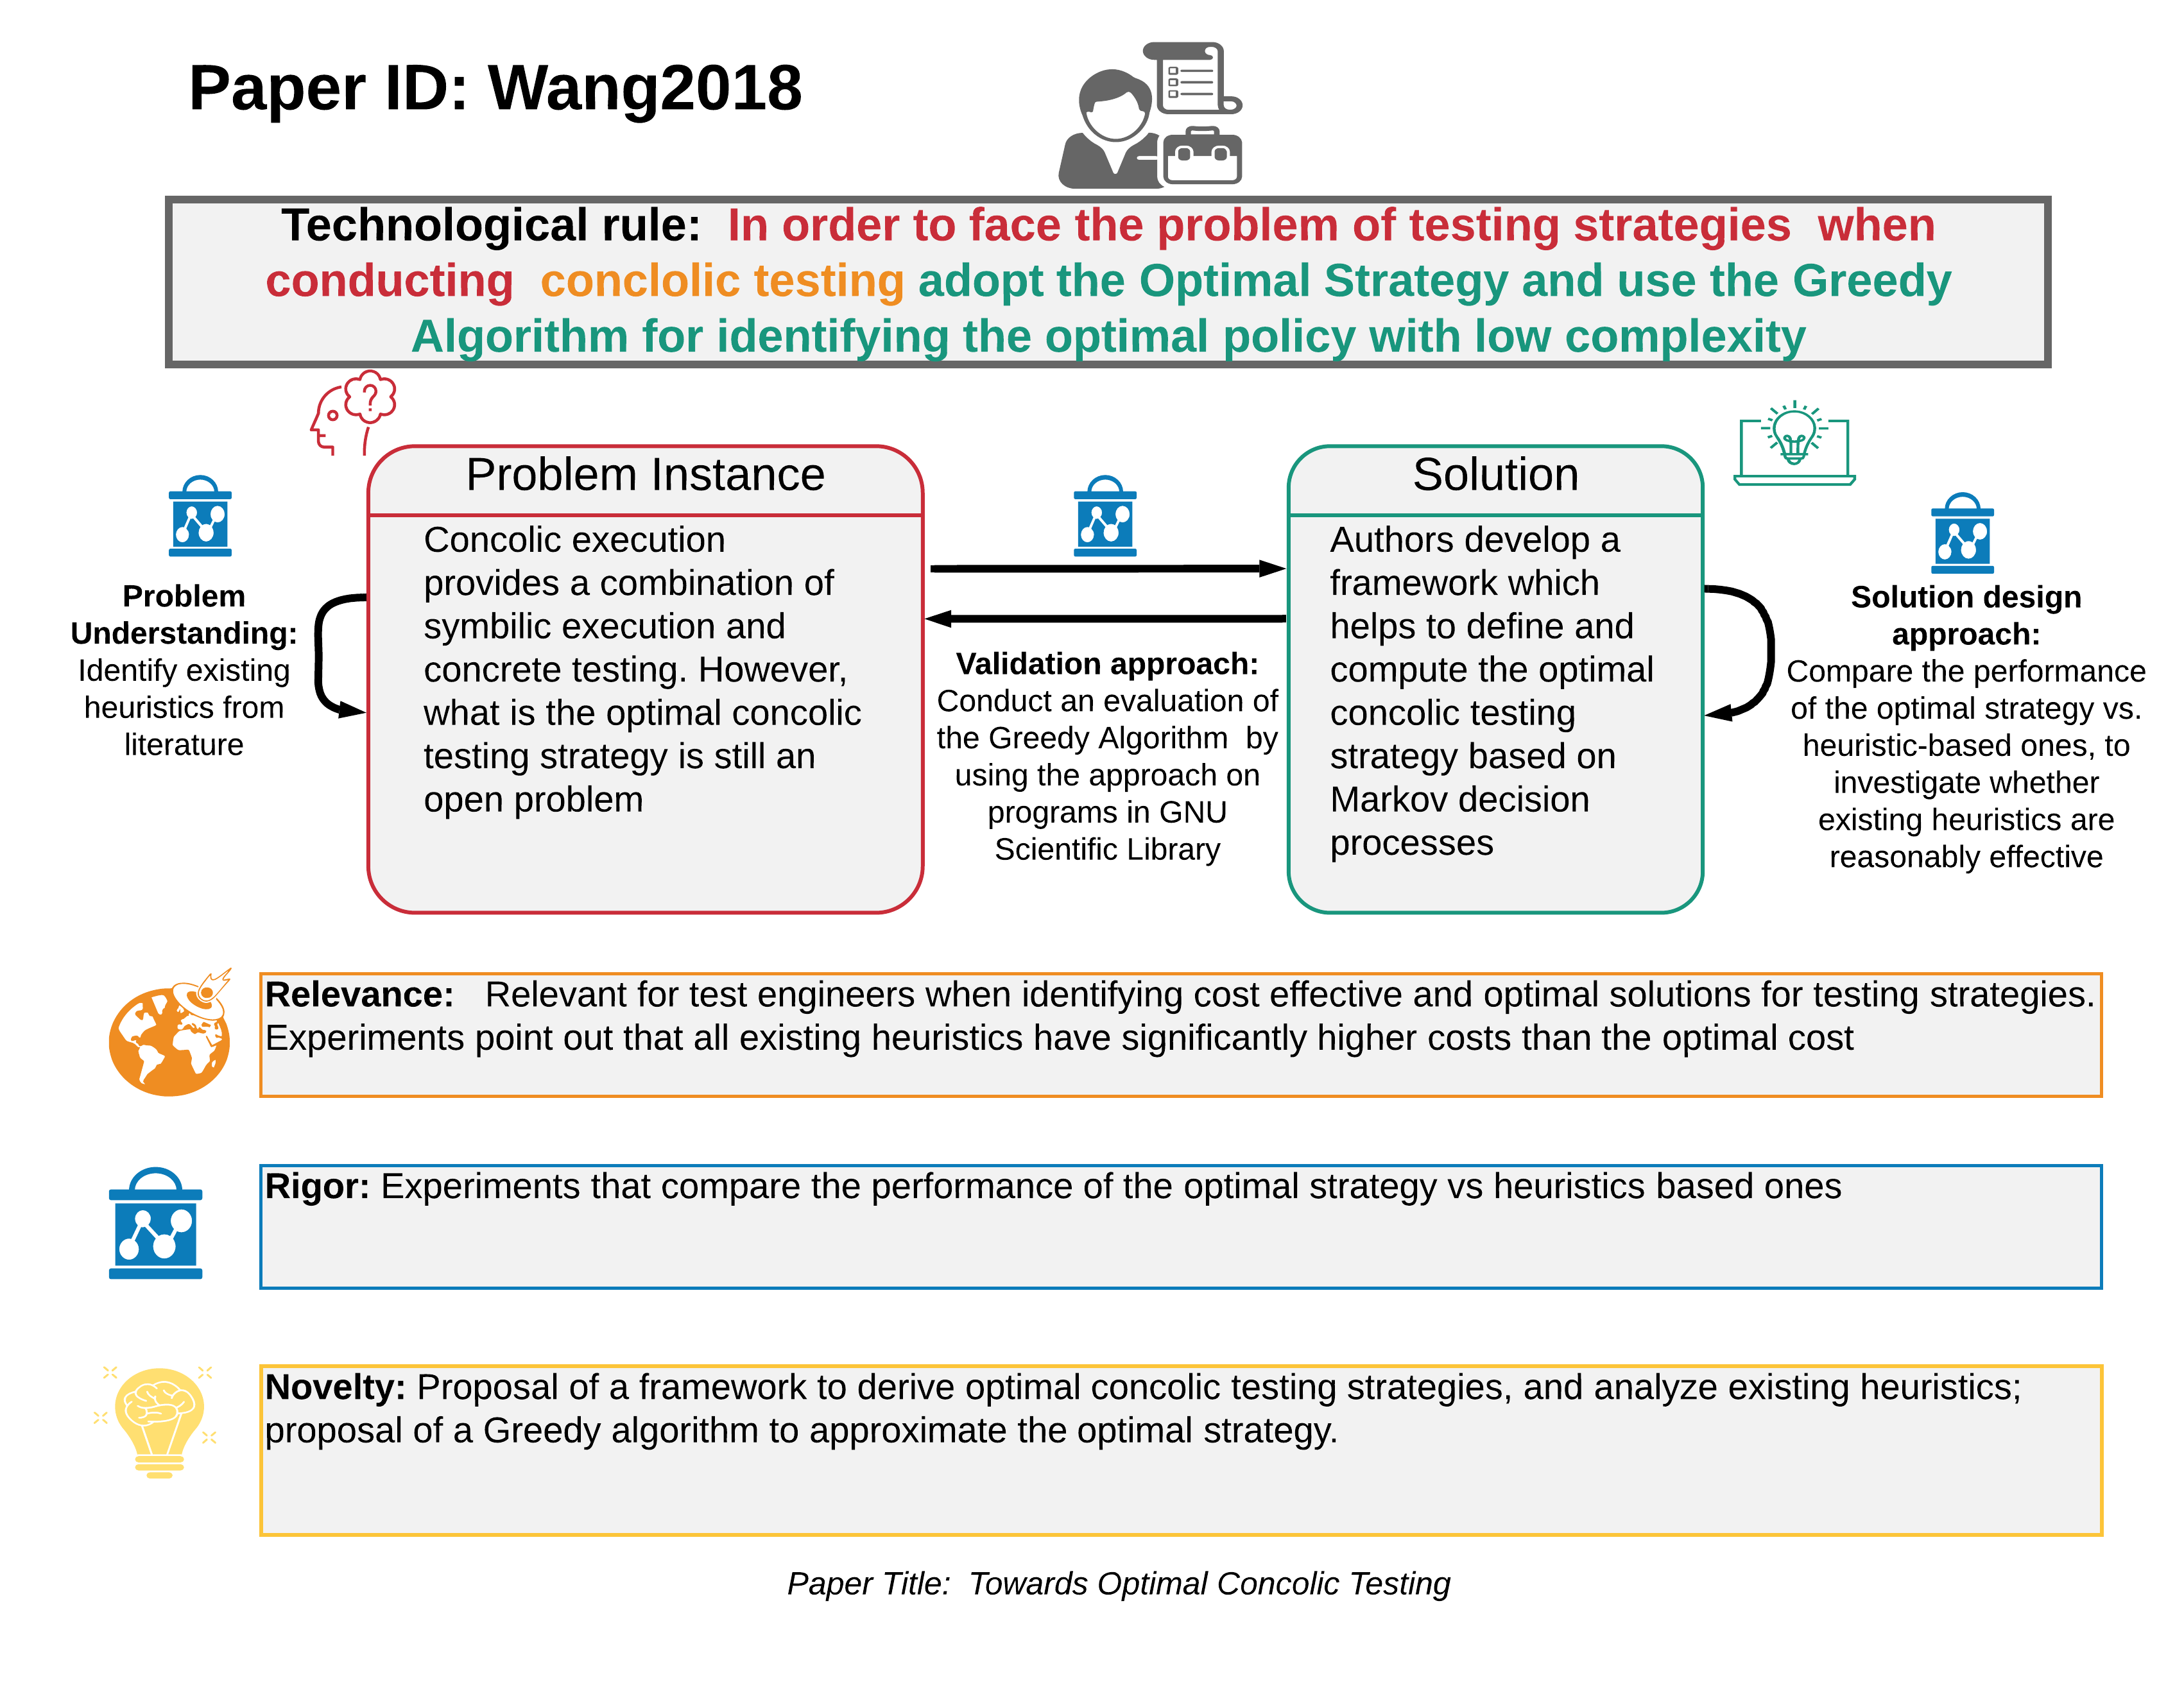 Paper ID: Wang2018
Technological rule:  In order to face the problem of testing strategies  when
conducting  conclolic testing adopt the Optimal Strategy and use the Greedy
Algorithm for identifying the optimal policy with low complexity
?
Problem
Understanding:
Identify existing
heuristics from
literature
Problem Instance
Concolic execution
provides a combination of
symbilic execution and
concrete testing. However,
what is the optimal concolic
testing strategy is still an
open problem
Validation approach:
Conduct an evaluation of
the Greedy Algorithm  by
using the approach on
programs in GNU
Scientific Library
Solution
Authors develop a
framework which
helps to define and
compute the optimal
concolic testing
strategy based on
Markov decision
processes
Solution design
approach:
Compare the performance
of the optimal strategy vs.
heuristic-based ones, to
investigate whether
existing heuristics are
reasonably effective
Relevance:   Relevant for test engineers when identifying cost effective and optimal solutions for testing strategies.
Experiments point out that all existing heuristics have significantly higher costs than the optimal cost
Rigor: Experiments that compare the performance of the optimal strategy vs heuristics based ones
Novelty: Proposal of a framework to derive optimal concolic testing strategies, and analyze existing heuristics;
proposal of a Greedy algorithm to approximate the optimal strategy.
Paper Title:  Towards Optimal Concolic Testing